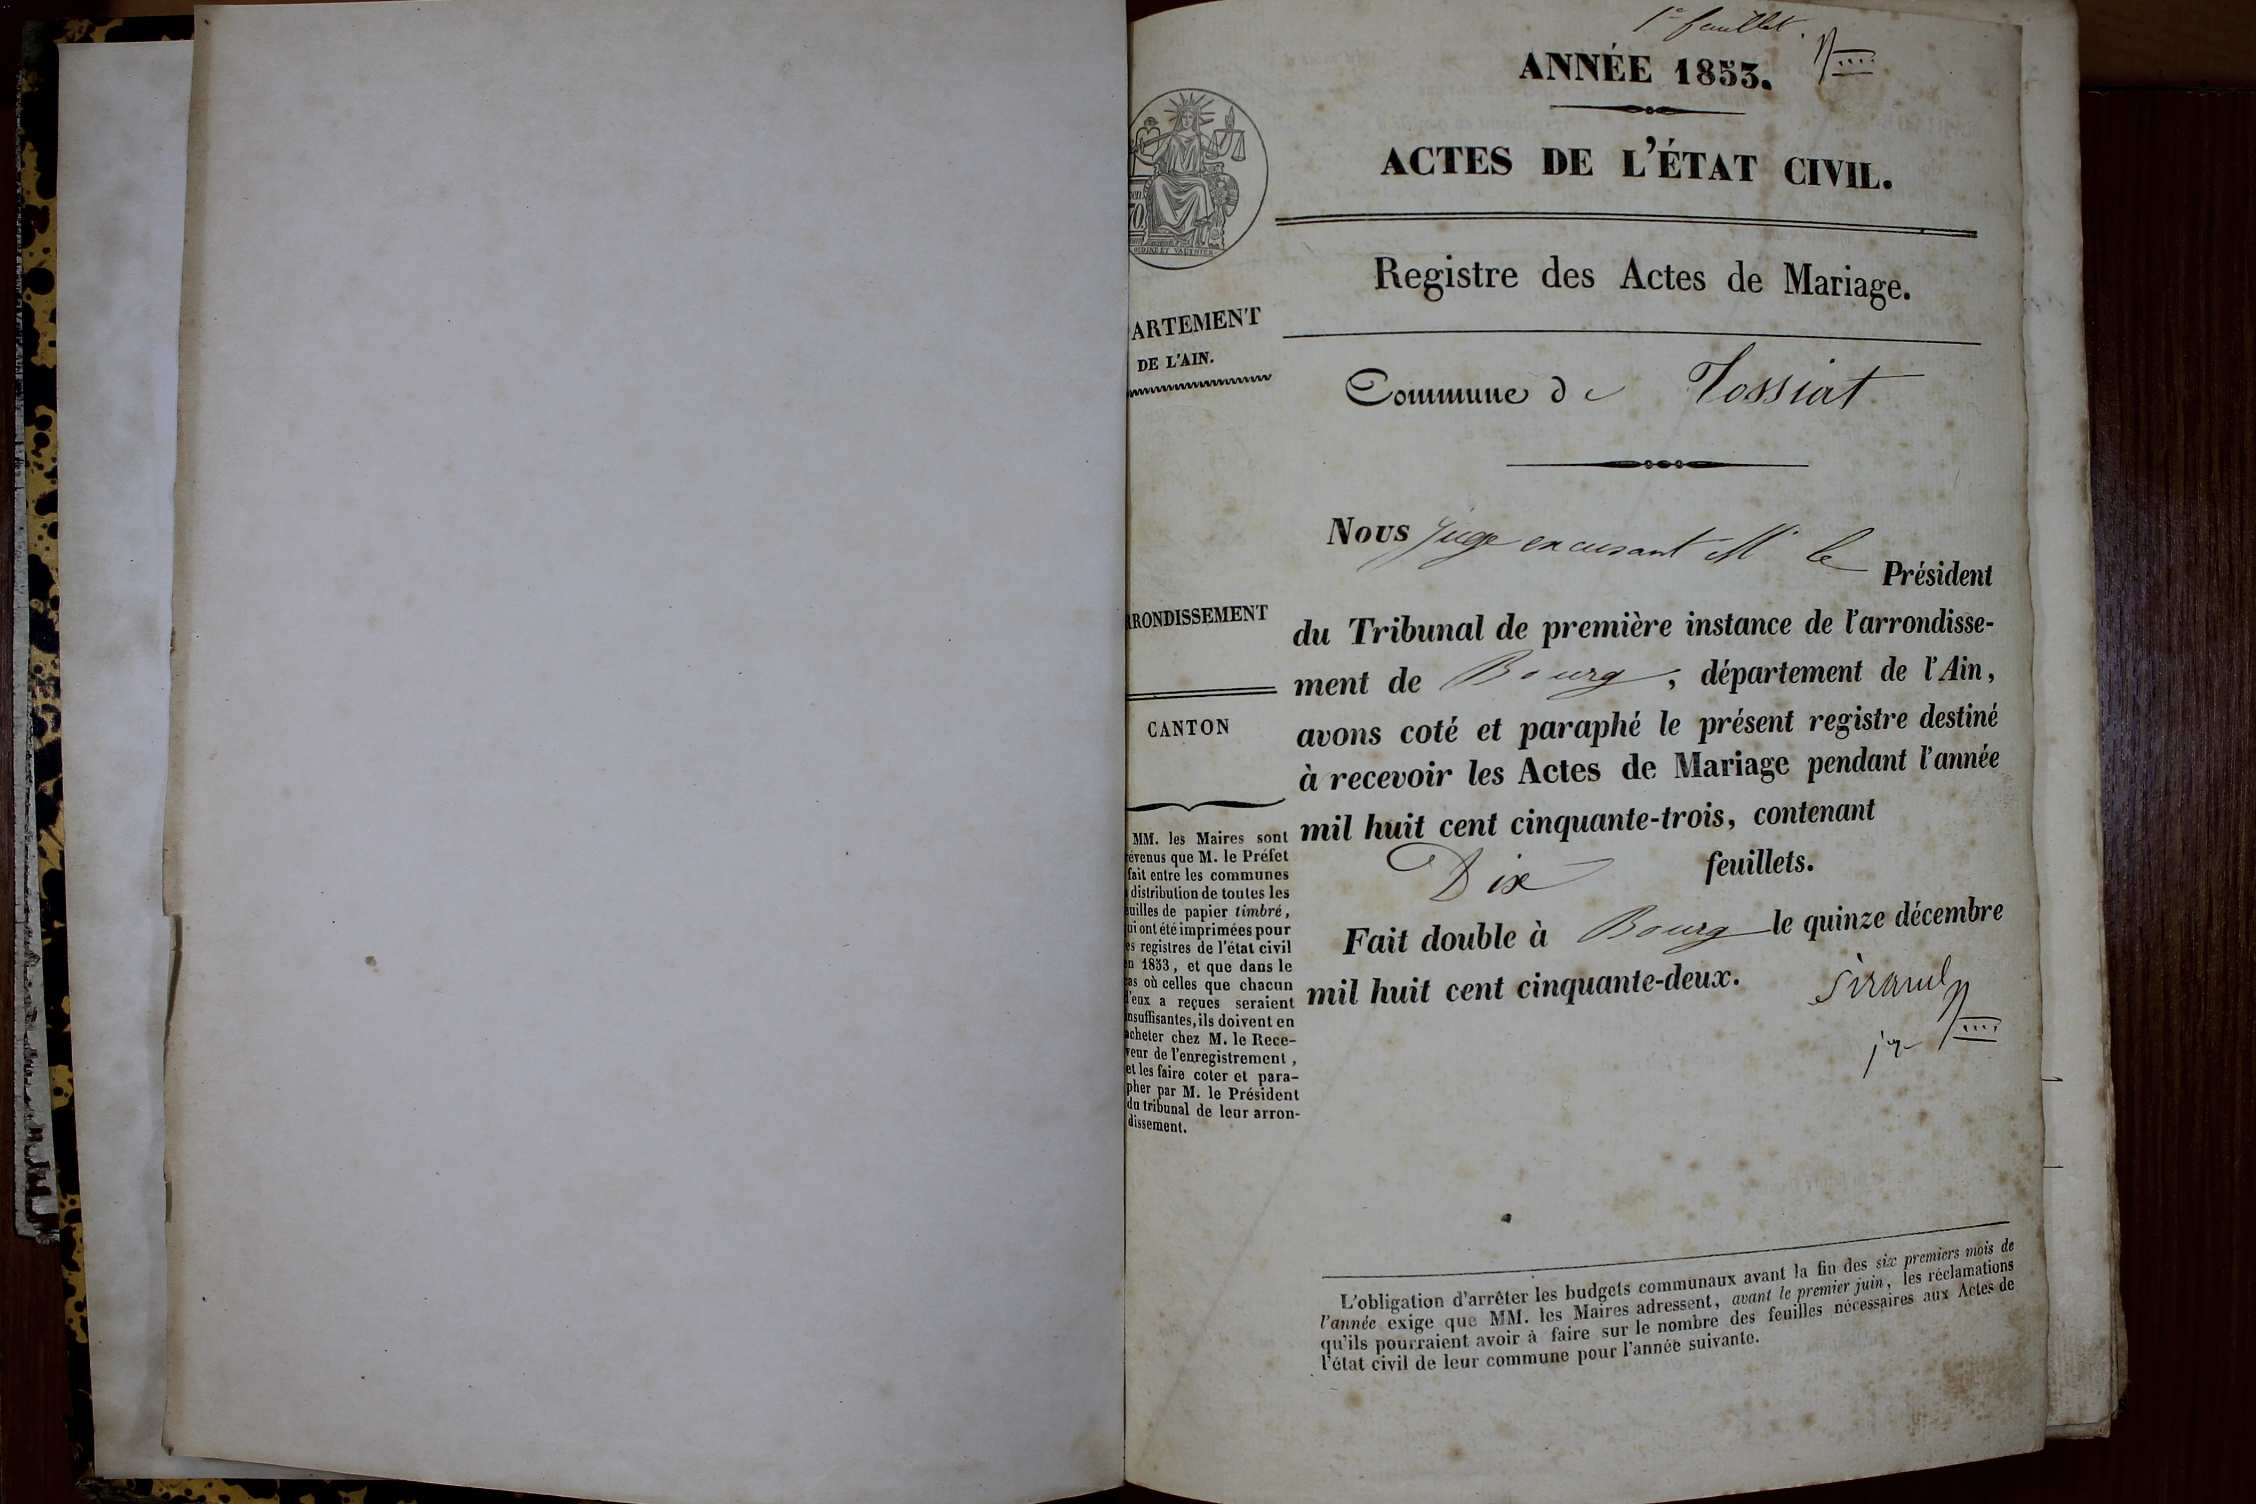 1er feuillet.
ANNÉE 1853.
ACTES DE L'ÉTAT CIVIL.
Registre des Actes de Mariage.
ARTEMENT
DE L'AIN.
Commune de Tossiat
Nous juge excusant Mr le
Président
du Tribunal de première instance de l'arrondisse-
ment de Bourg, département de l'Ain,
avons coté et paraphé le présent registre destiné
à recevoir les Actes de Mariage pendant l'année
mil huit cent cinquante-trois, contenant
Dix feuillets.
Fait double à Bourg le quinze décembre
mil huit cent cinquante-deux.
Sirand
RRONDISSEMENT
CANTON
MM. les Maires sont
évenus que M. le Préfet
fait entre les communes
distribution de toutes les
uilles de papier timbré,
ui ont été imprimées pour
es registres de l'état civil
n 1853, et que dans le
as où celles que chacun
d'eux a reçues seraient
insuffisantes, ils doivent en
acheter chez M. le Rece-
veur de l'enregistrement,
et les faire coter et para-
pher par M. le Président
du tribunal de leur arron-
dissement.
L'obligation d'arrêter les budgets communaux avant la fin des six premiers mois de
l'année exige que MM. les Maires adressent, avant le premier juin, les réclamations
qu'ils pourraient avoir à faire sur le nombre des feuilles nécessaires aux Actes de
l'état civil de leur commune pour l'année suivante.